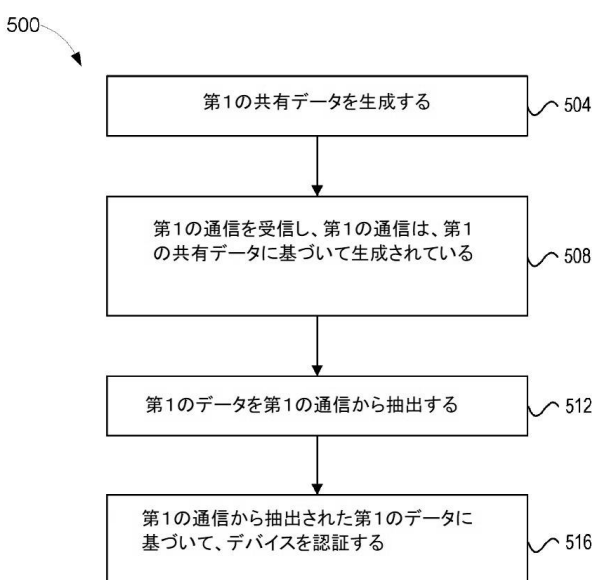 500
第1の共有データを生成する
504
第1の通信を受信し、第1の通信は、第1
の共有データに基づいて生成されている
508
第1のデータを第1の通信から抽出する
512
第1の通信から抽出された第1のデータに
基づいて、デバイスを認証する
516